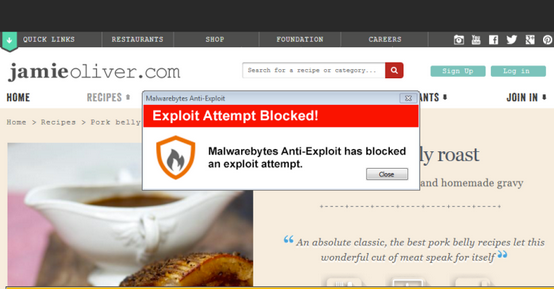 QUICK LINKS RESTAURANTS SHOP FOUNDATION CAREERS
jamieoliver.com
Search for a recipe or category...
Sign Up Log in
HOME RECIPES ANTS JOIN IN
Malwarebytes Anti-Exploit
Exploit Attempt Blocked!
Malwarebytes Anti-Exploit has blocked
an exploit attempt.
Close
Home > Recipes > Pork belly
ly roast
and homemade gravy
“ An absolute classic, the best pork belly recipes let this
wonderful cut of meat speak for itself ”